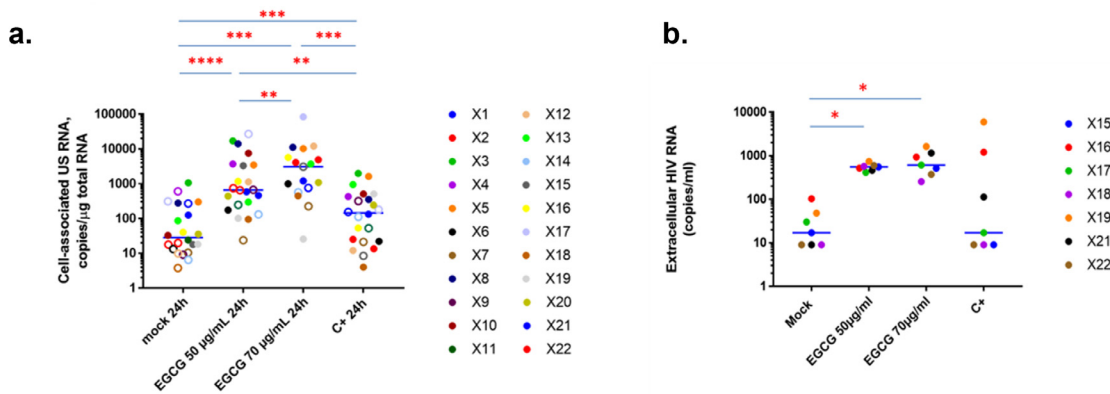 a.
***
*** ***
**** **
**
Cell-associated US RNA,
copies/µg total RNA
100000
10000
1000
100
10
1
mock 24h
EGCG 50 µg/mL 24h
EGCG 70 µg/mL 24h
C+ 24h
X1 X12
X2 X13
X3 X14
X4 X15
X5 X16
X6 X17
X7 X18
X8 X19
X9 X20
X10 X21
X11 X22
b.
*
*
Extracellular HIV RNA
(copies/ml)
10000
1000
100
10
1
Mock
EGCG 50µg/ml
EGCG 70µg/ml
C+
X15
X16
X17
X18
X19
X21
X22